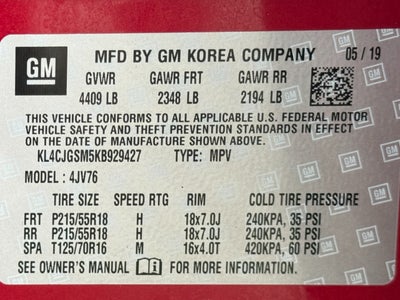 GM MFD BY GM KOREA COMPANY 05 / 19
GVWR GAWR FRT GAWR RR
4409 LB 2348 LB 2194 LB
THIS VEHICLE CONFORMS TO ALL APPLICABLE U.S. FEDERAL MOTOR
VEHICLE SAFETY AND THEFT PREVENTION STANDARDS IN EFFECT
ON THE DATE OF MANUFACTURE SHOWN ABOVE.
KL4CJGSM5KB929427 TYPE: MPV
MODEL : 4JV76
TIRE SIZE SPEED RTG RIM COLD TIRE PRESSURE
FRT P215/55R18 H 18x7.0J 240KPA, 35 PSI
RR P215/55R18 H 18x7.0J 240KPA, 35 PSI
SPA T125/70R16 M 16x4.0T 420KPA, 60 PSI
SEE OWNER'S MANUAL FOR MORE INFORMATION.